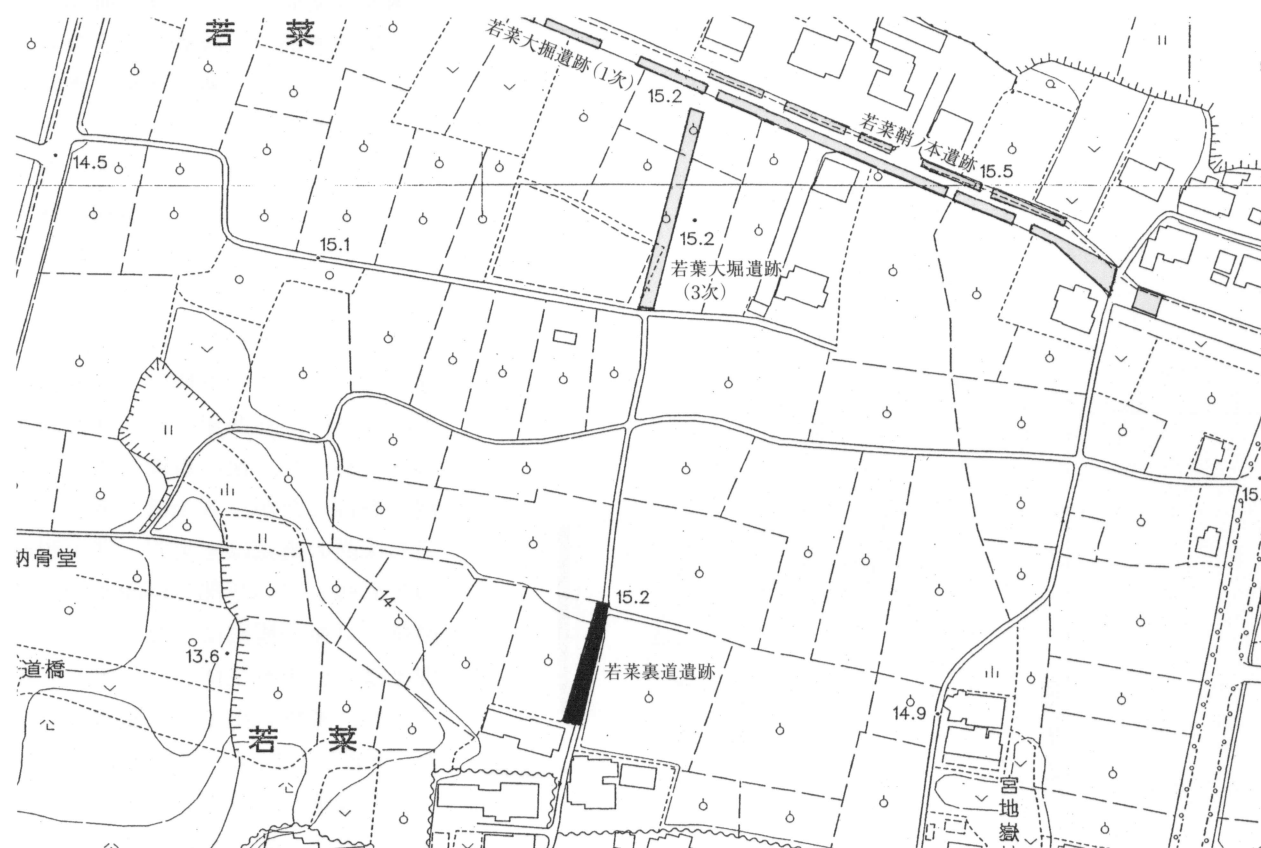 若菜
若菜大堀遺跡(1次)
15.2
若菜鞘ノ本遺跡
15.5
14.5
15.2
15.1
若葉大堀遺跡
(3次)
15.
納骨堂
14
15.2
13.6
道橋
若菜裏道遺跡
14.9
若菜
宮地嶽